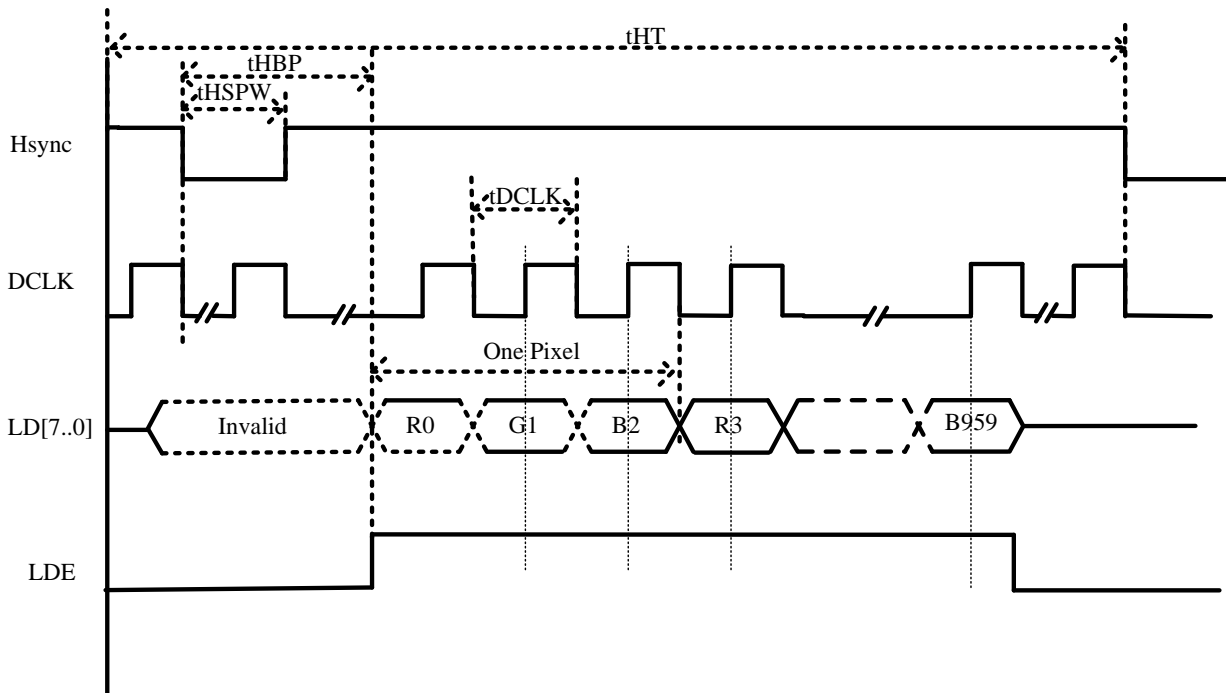 tHT
tHBP
tHSPW
Hsync
tDCLK
DCLK
One Pixel
LD[7..0]
Invalid
R0
G1
B2
R3
B959
LDE